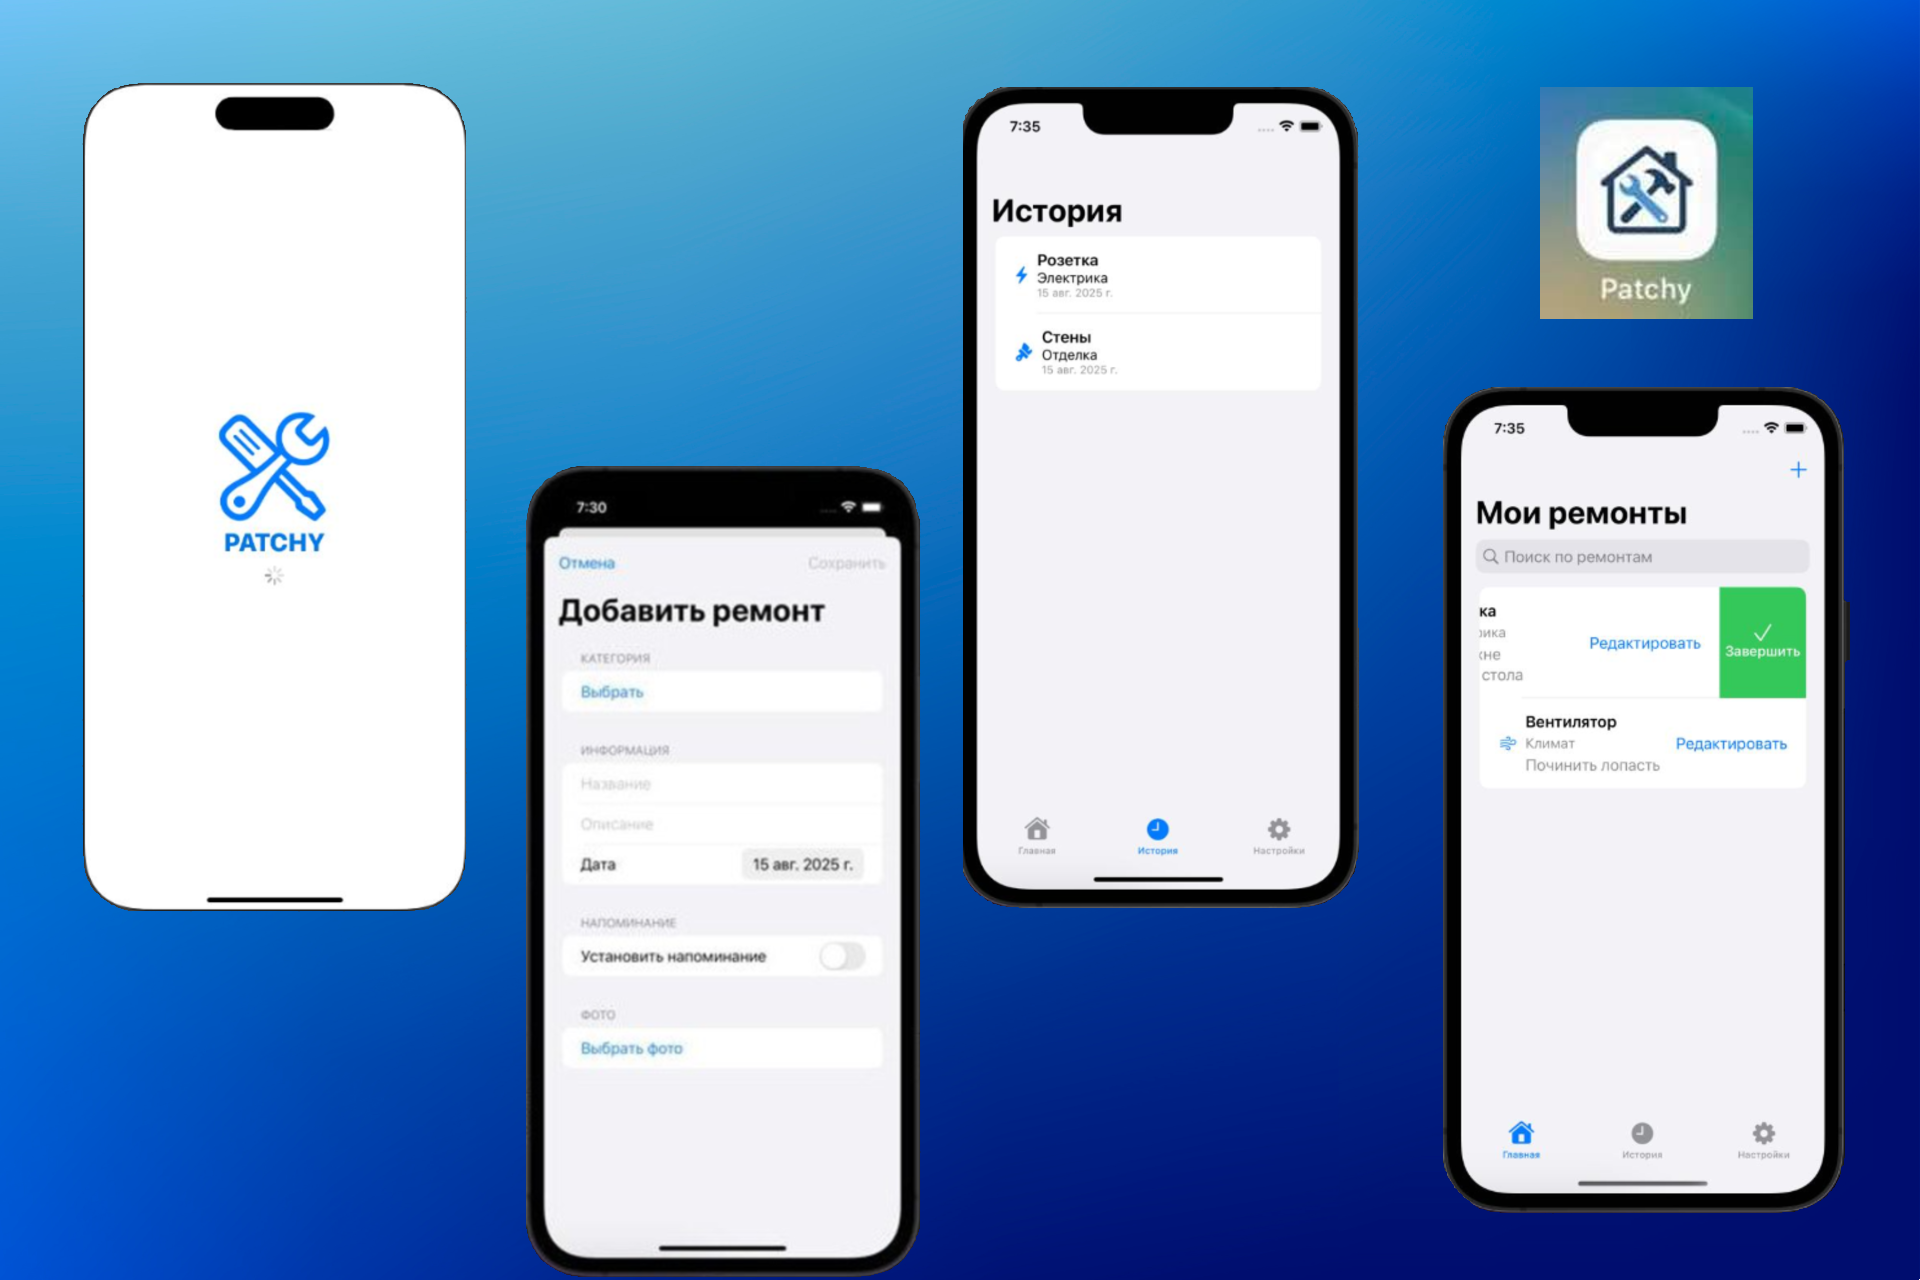 PATCHY
7:30
Отмена
Сохранить
Добавить ремонт
КАТЕГОРИЯ
Выбрать
ИНФОРМАЦИЯ
Название
Описание
Дата
15 авг. 2025 г.
НАПОМИНАНИЕ
Установить напоминание
ФОТО
Выбрать фото
7:35
История
Розетка
Электрика
15 авг. 2025 г.
Стены
Отделка
15 авг. 2025 г.
Главная
История
Настройки
Patchy
7:35
Мои ремонты
Поиск по ремонтам
ка
рика
хне
стола
Редактировать
Завершить
Вентилятор
Климат
Починить лопасть
Редактировать
Главная
История
Настройки